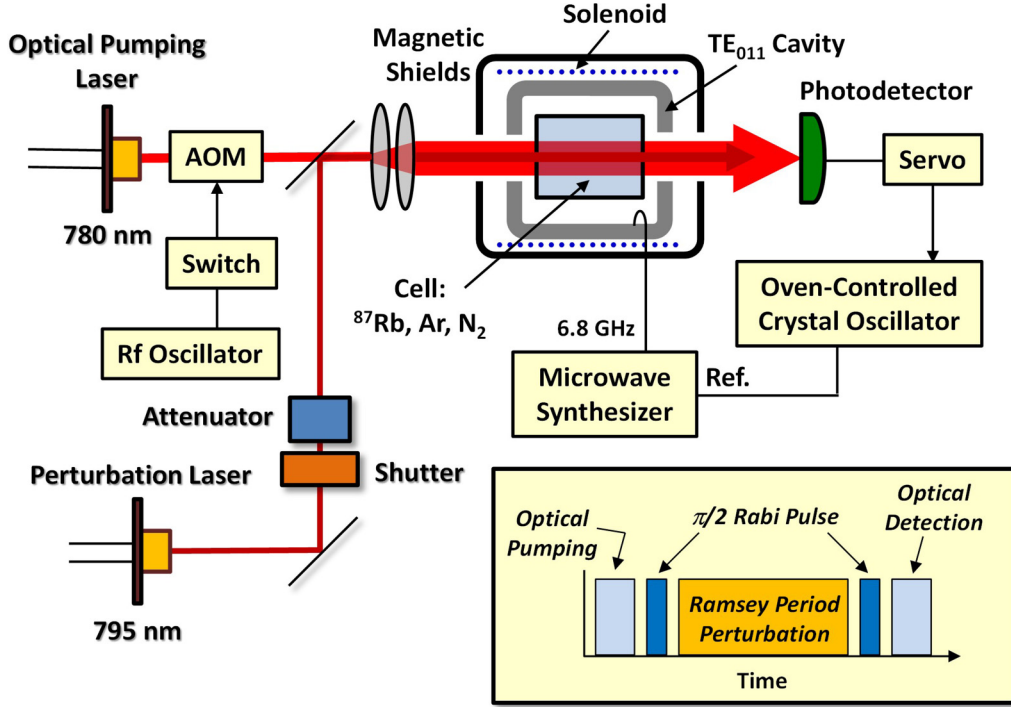 Solenoid
Optical Pumping
Laser
Magnetic
Shields
TE₀₁₁ Cavity
Photodetector
AOM
Servo
780 nm
Switch
Cell:
⁸⁷Rb, Ar, N₂
Oven-Controlled
Crystal Oscillator
6.8 GHz
Rf Oscillator
Microwave
Synthesizer
Ref.
Attenuator
Perturbation Laser
Shutter
795 nm
Optical
Pumping
π/2 Rabi Pulse
Optical
Detection
Ramsey Period
Perturbation
Time